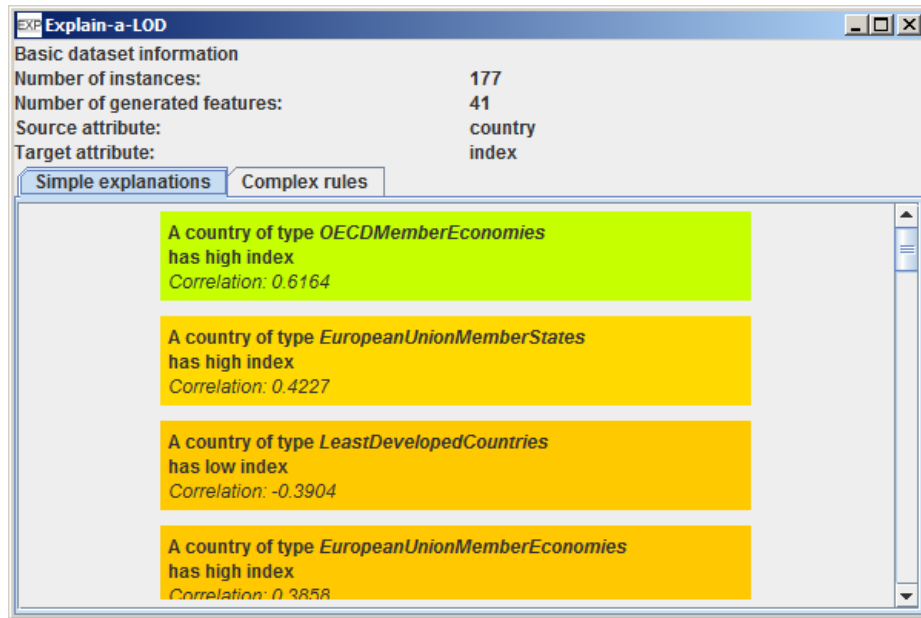 EXP Explain-a-LOD
Basic dataset information
Number of instances: 177
Number of generated features: 41
Source attribute: country
Target attribute: index
Simple explanations Complex rules
A country of type OECDMemberEconomies
has high index
Correlation: 0.6164
A country of type EuropeanUnionMemberStates
has high index
Correlation: 0.4227
A country of type LeastDevelopedCountries
has low index
Correlation: -0.3904
A country of type EuropeanUnionMemberEconomies
has high index
Correlation: 0.3858